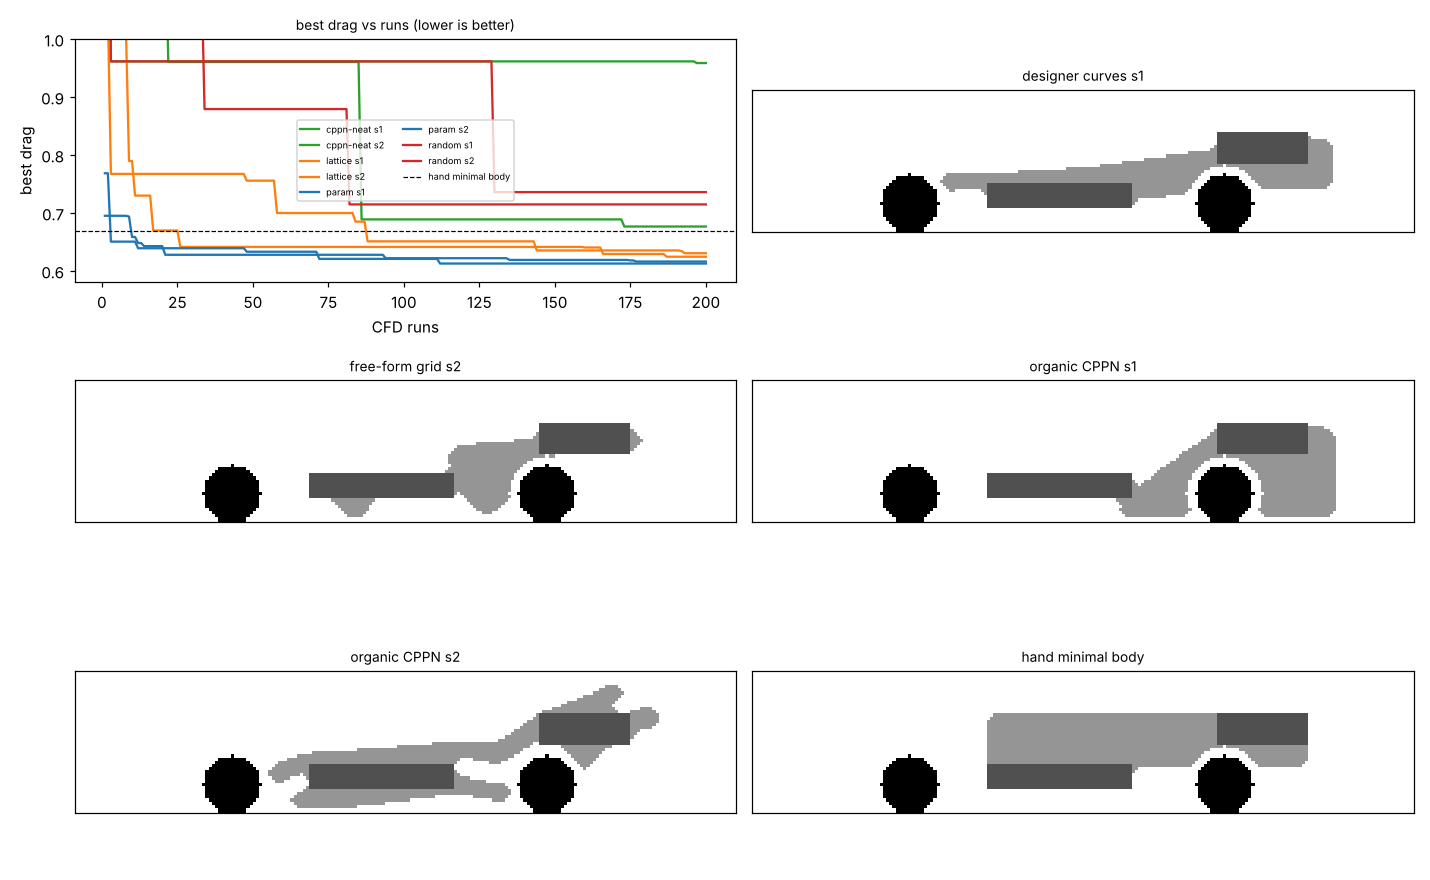 best drag vs runs (lower is better)
best drag
1.0
0.9
0.8
0.7
0.6
0
25
50
75
100
125
150
175
200
CFD runs
cppn-neat s1
cppn-neat s2
lattice s1
lattice s2
param s1
param s2
random s1
random s2
hand minimal body
designer curves s1
free-form grid s2
organic CPPN s1
organic CPPN s2
hand minimal body